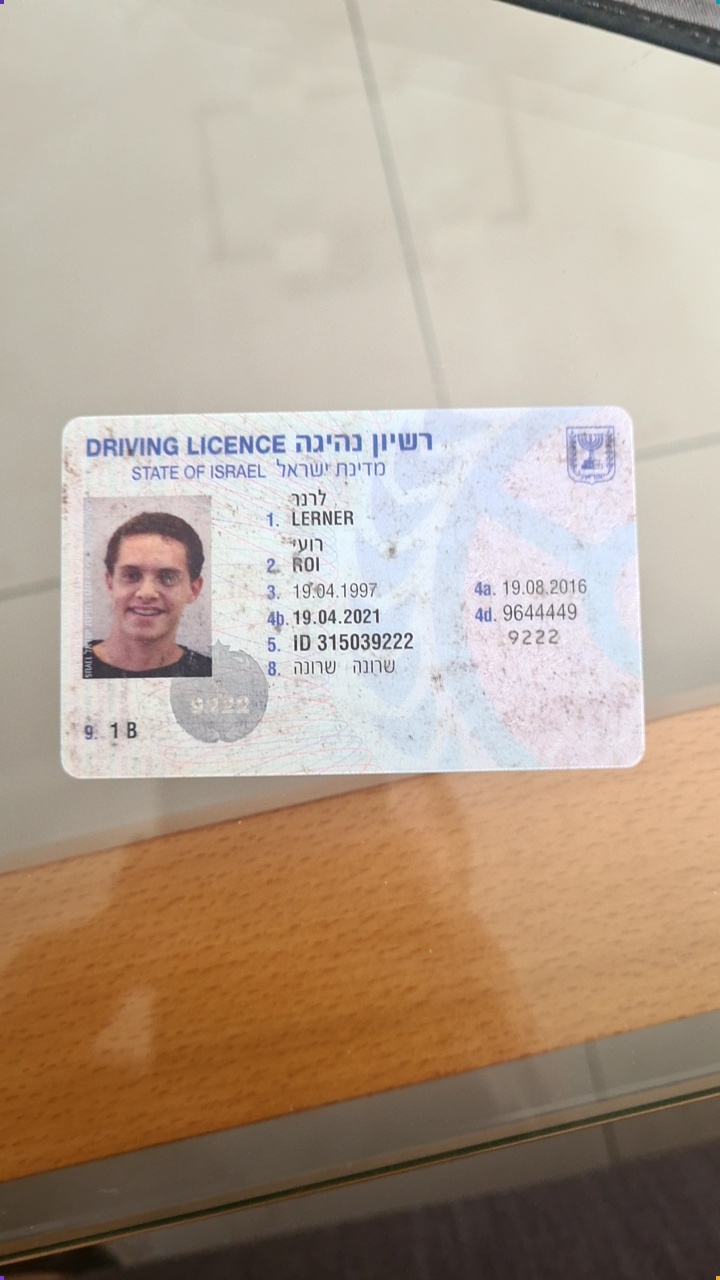 DRIVING LICENCE רשיון נהיגה
STATE OF ISRAEL מדינת ישראל
לרנר
1. LERNER
רועי
2. ROI
3. 19.04.1997 4a. 19.08.2016
4b. 19.04.2021 4d. 9644449
5. ID 315039222 9222
8. שרונה שרונה
9222
9. 1 B